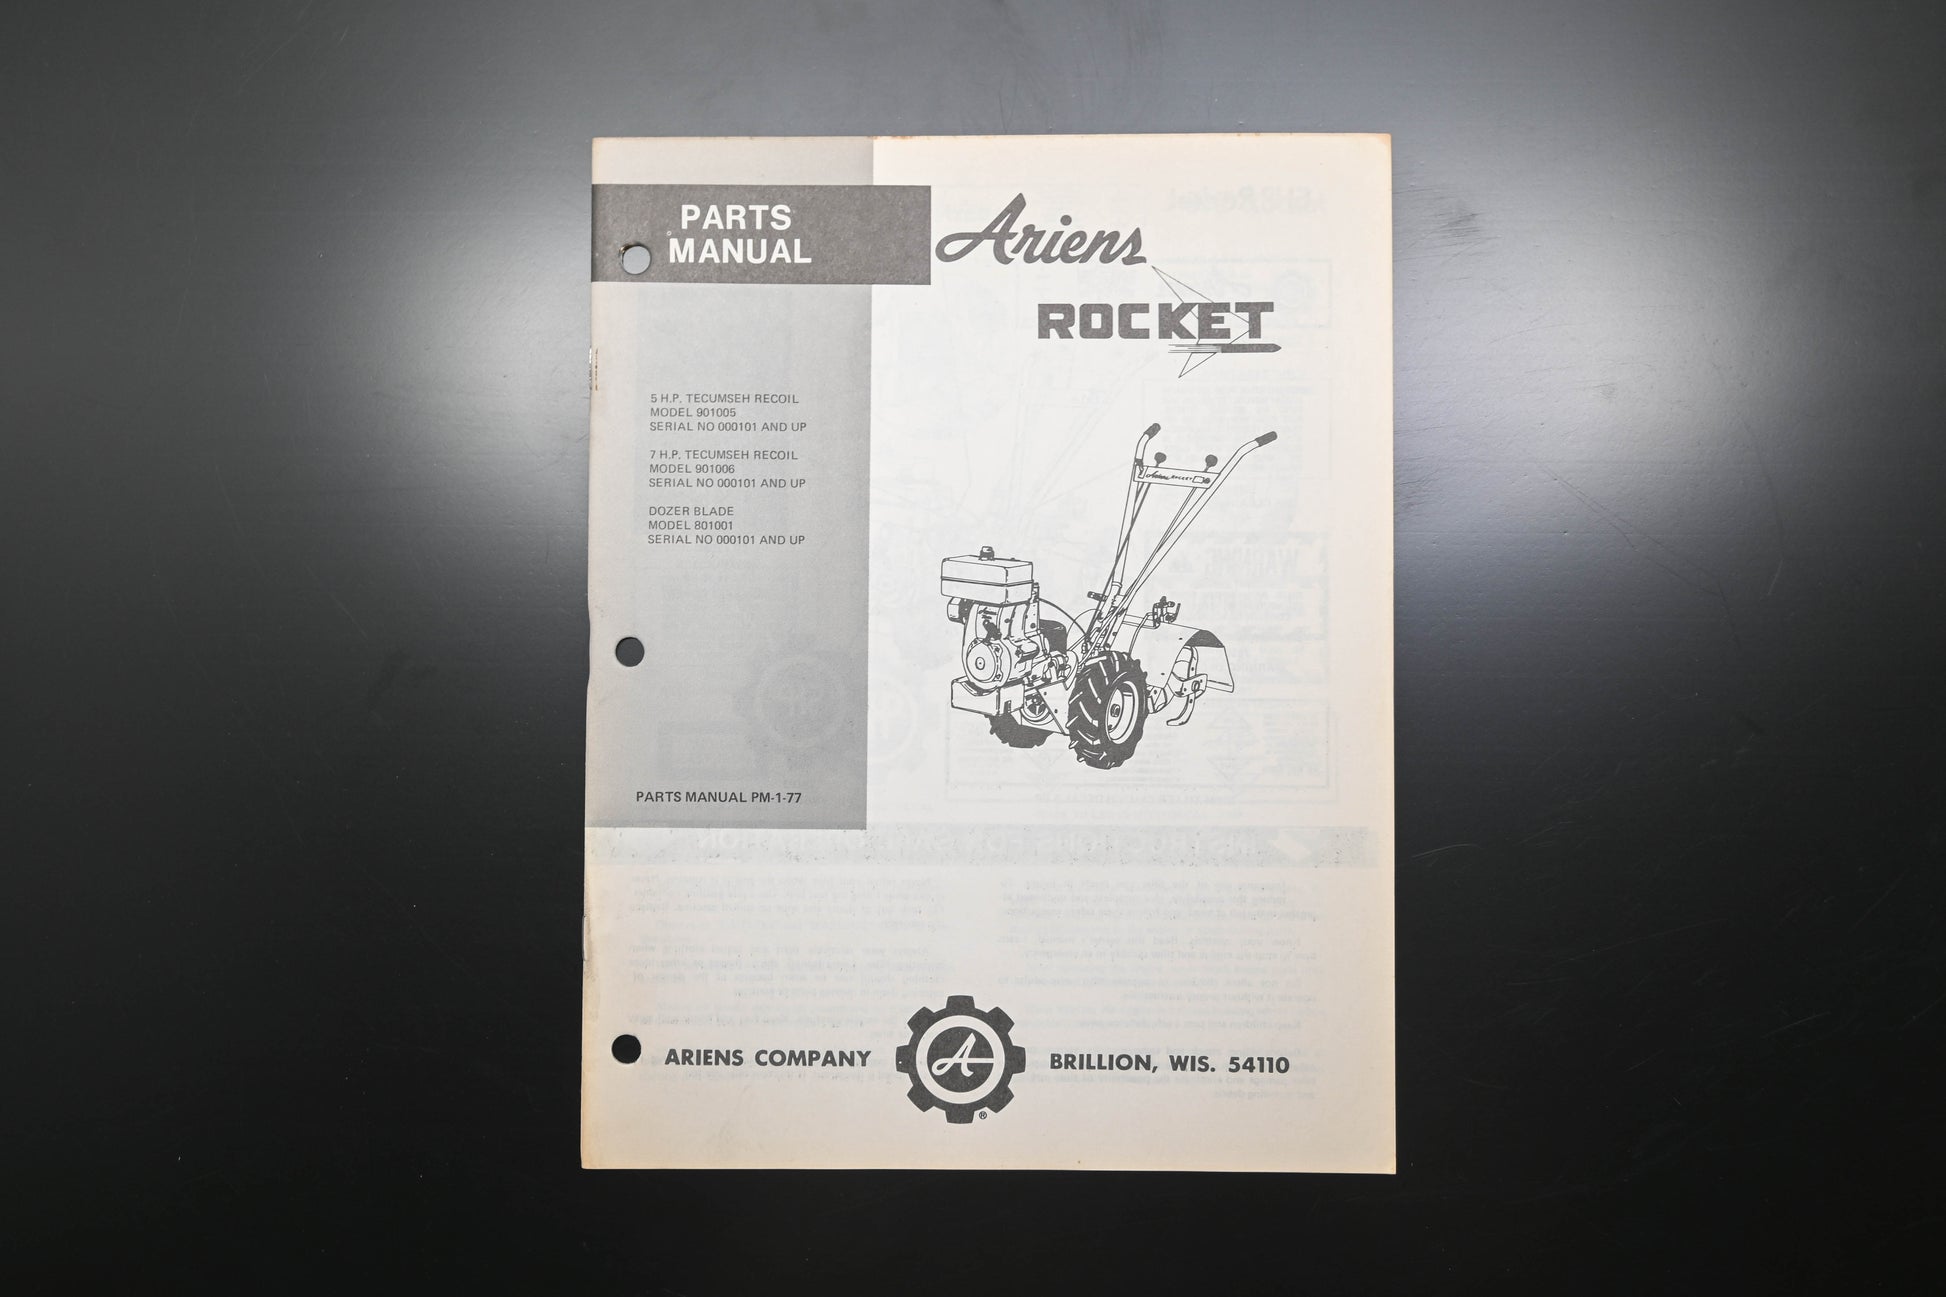 PARTS
MANUAL
Ariens
ROCKET
5 H.P. TECUMSEH RECOIL
MODEL 901005
SERIAL NO 000101 AND UP
7 H.P. TECUMSEH RECOIL
MODEL 901006
SERIAL NO 000101 AND UP
DOZER BLADE
MODEL 801001
SERIAL NO 000101 AND UP
Ariens ROCKET
PARTS MANUAL PM-1-77
ARIENS COMPANY
A
®
BRILLION, WIS. 54110